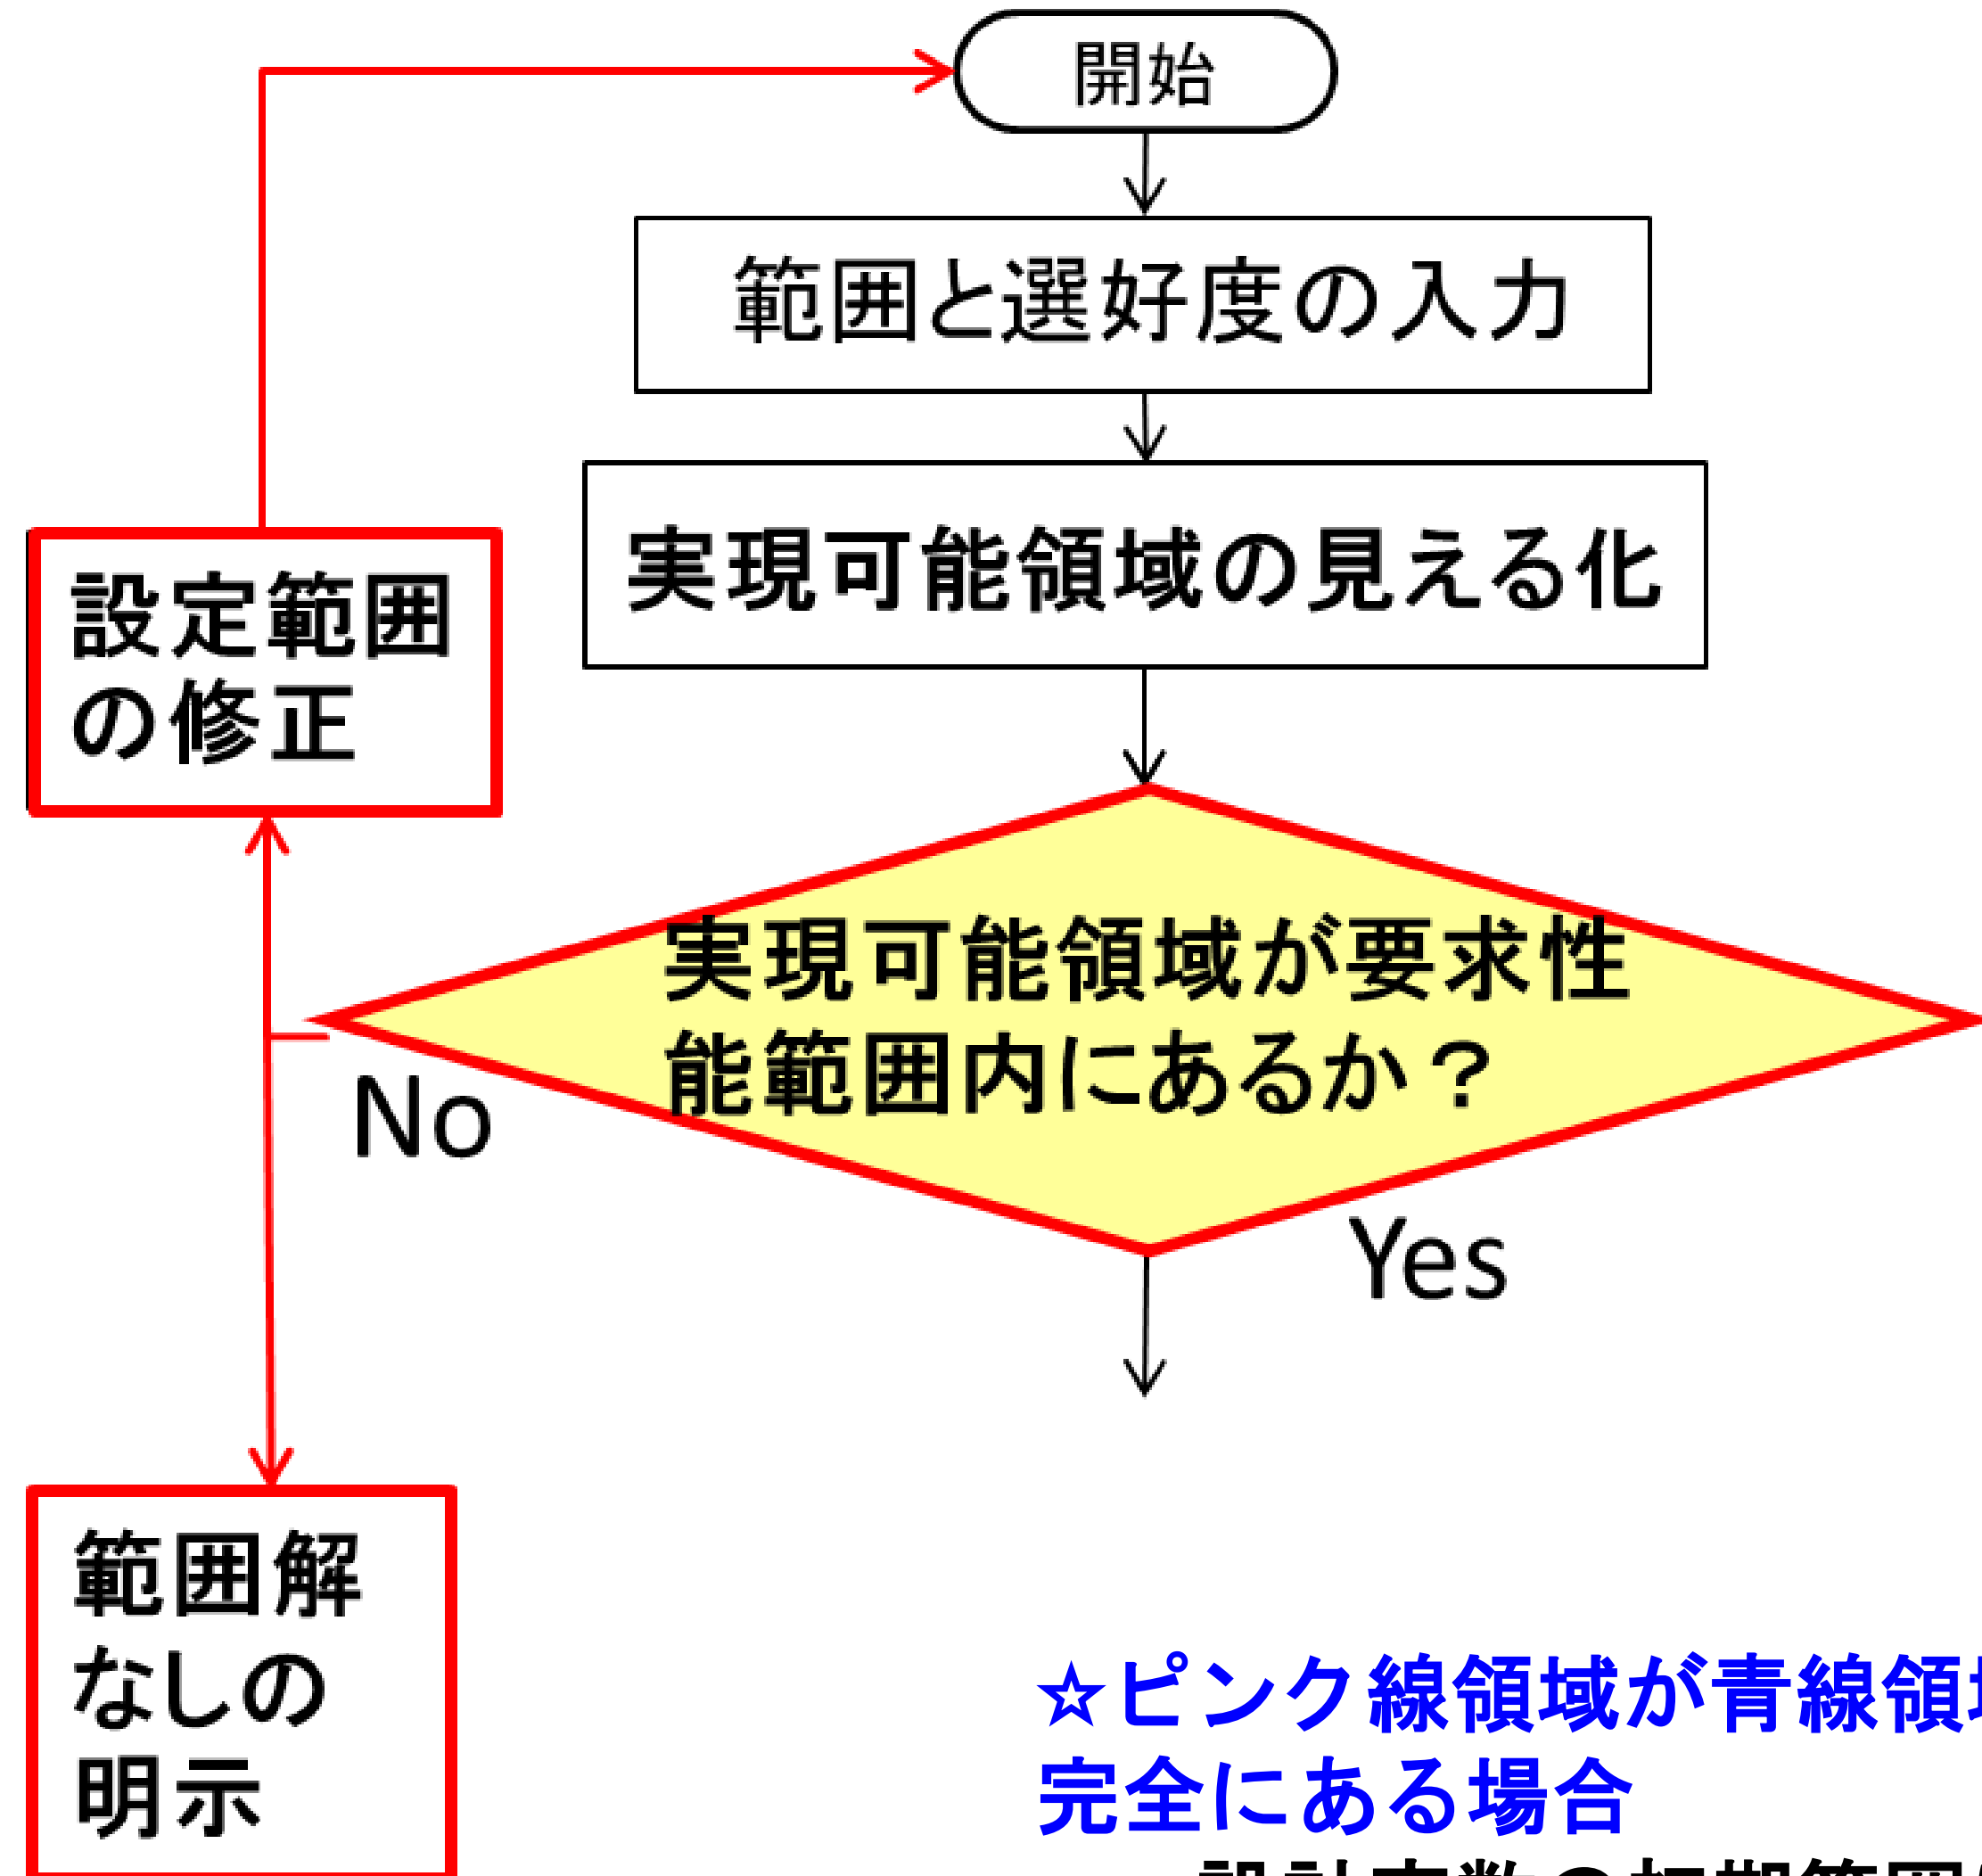 開始
範囲と選好度の入力
実現可能領域の見える化
設定範囲
の修正
実現可能領域が要求性
能範囲内にあるか？
No
Yes
範囲解
なしの
明示
☆ピンク線領域が青線領域
完全にある場合